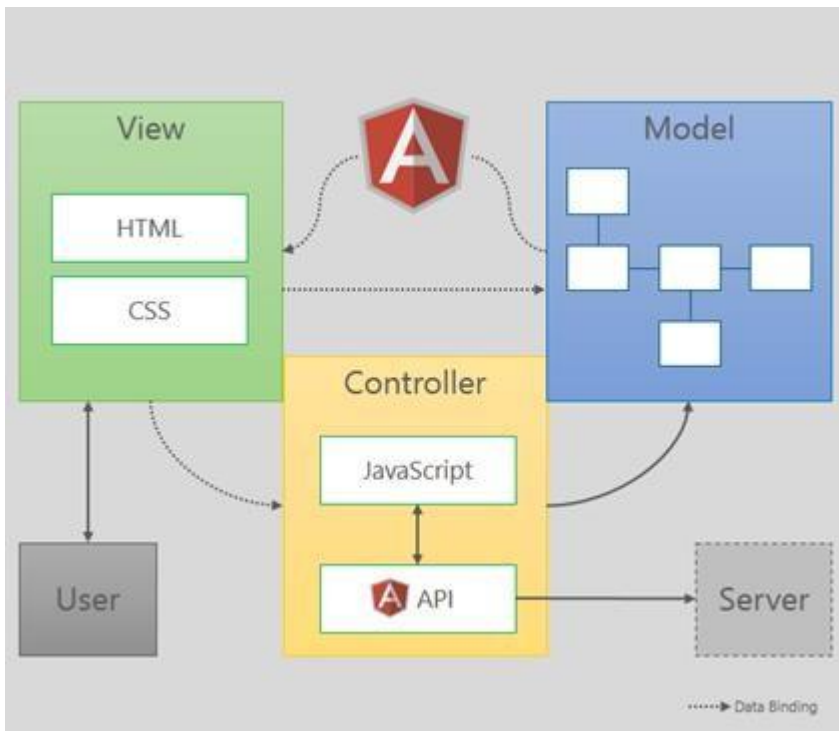 View
Model
HTML
CSS
Controller
JavaScript
API
User
Server
Data Binding